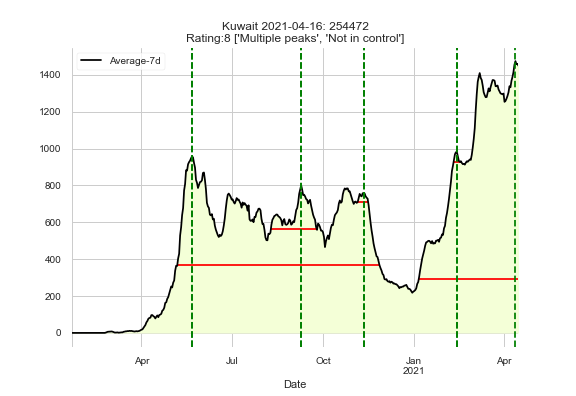 Kuwait 2021-04-16: 254472
Rating:8 ['Multiple peaks', 'Not in control']
Average-7d
1400
1200
1000
800
600
400
200
0
Apr
Jul
Oct
Jan
2021
Apr
Date